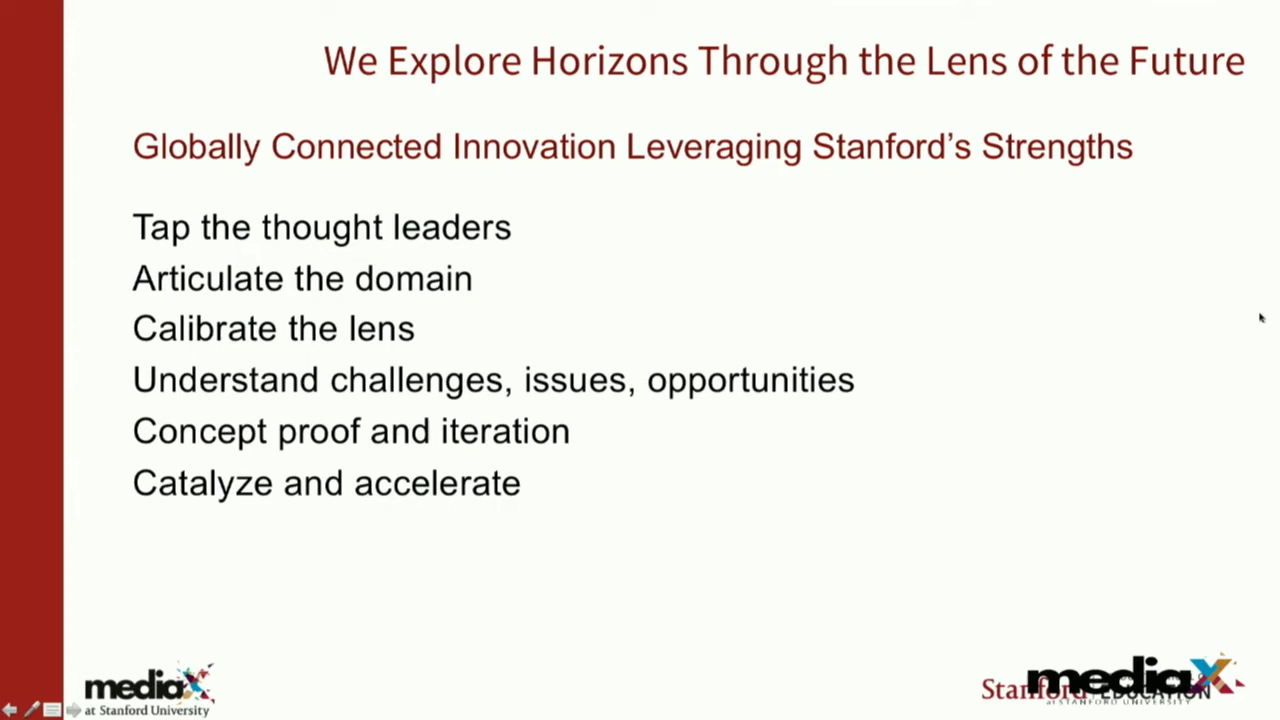 We Explore Horizons Through the Lens of the Future
Globally Connected Innovation Leveraging Stanford's Strengths
Tap the thought leaders
Articulate the domain
Calibrate the lens
Understand challenges, issues, opportunities
Concept proof and iteration
Catalyze and accelerate
mediaX
at Stanford University
Stanford EDUCATION
mediaX
at STANFORD UNIVERSITY